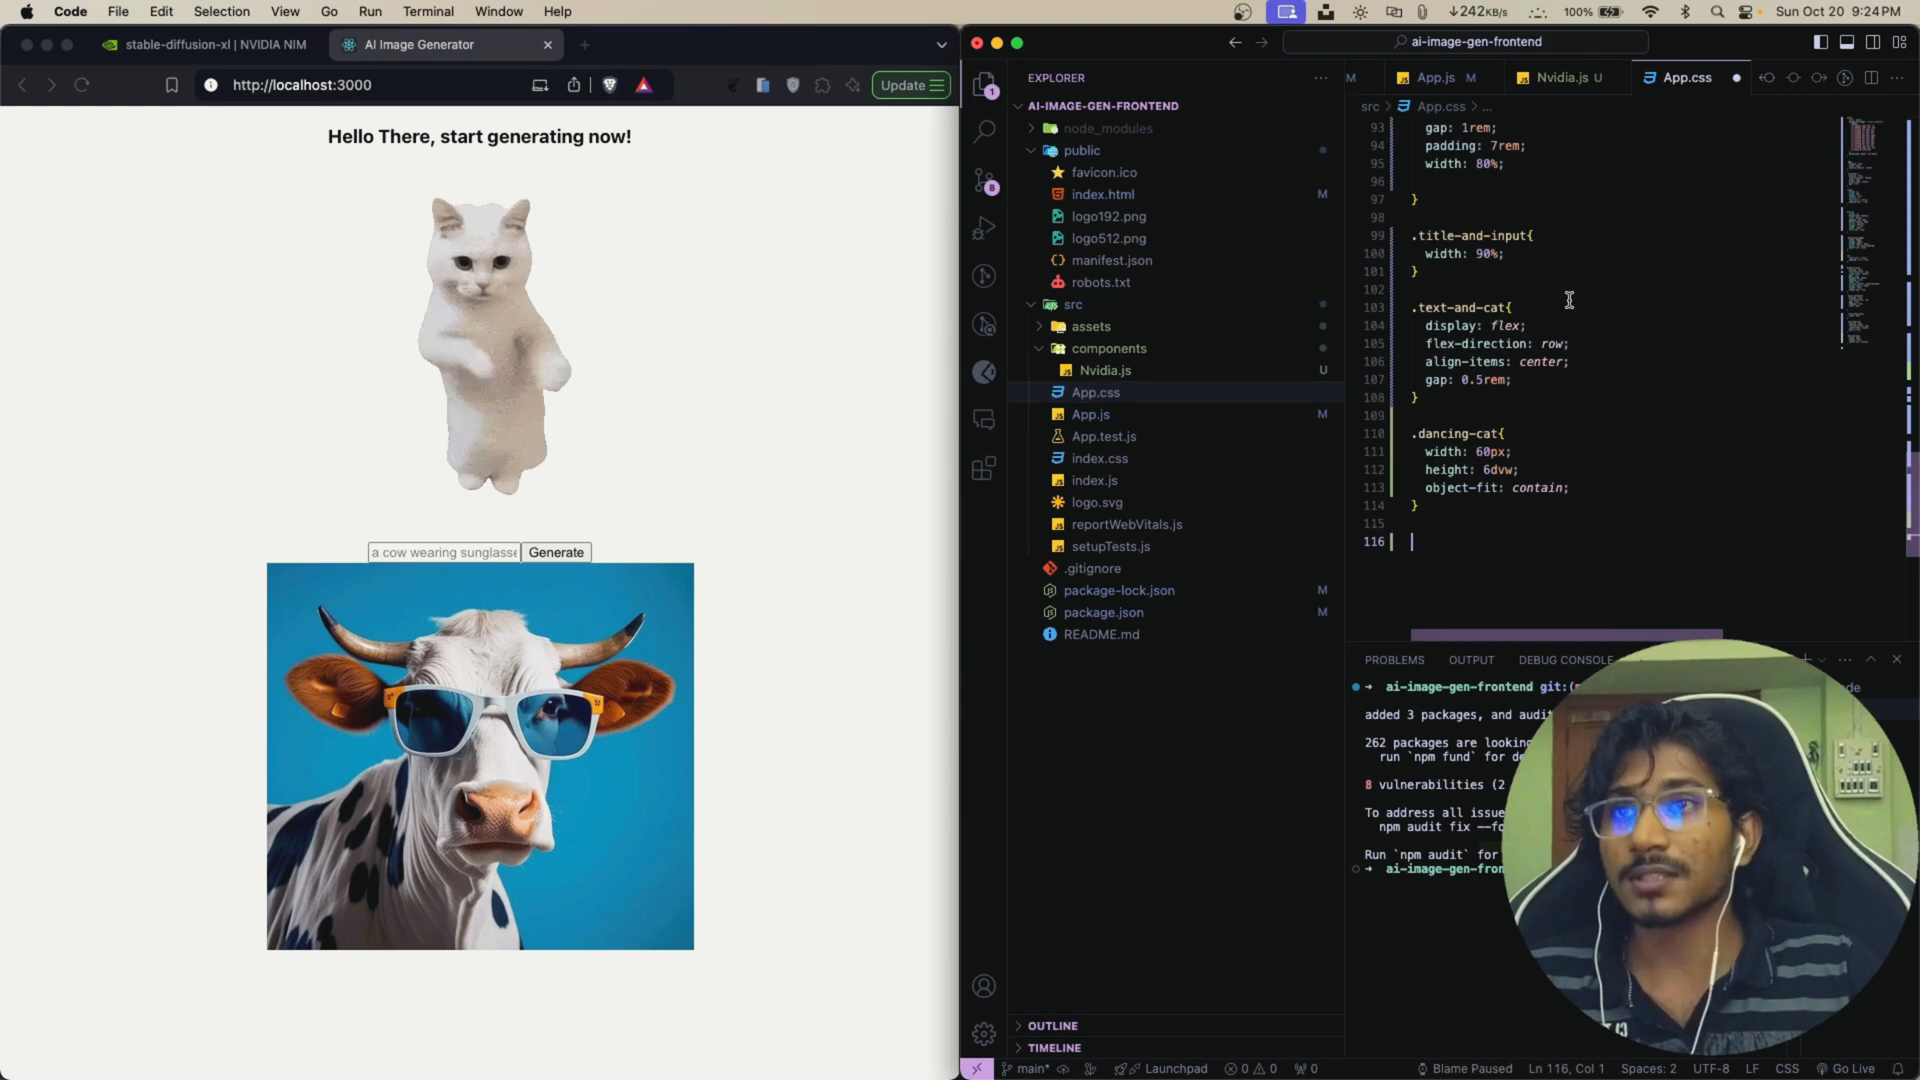 Code File Edit Selection View Go Run Terminal Window Help
242KB/s 100% Sun Oct 20 9:24 PM
stable-diffusion-xl | NVIDIA NIM
AI Image Generator
http://localhost:3000
Update
Hello There, start generating now!
a cow wearing sunglasse
Generate
ai-image-gen-frontend
EXPLORER
AI-IMAGE-GEN-FRONTEND
node_modules
public
favicon.ico
index.html M
logo192.png
logo512.png
manifest.json
robots.txt
src
assets
components
Nvidia.js U
App.css
App.js M
App.test.js
index.css
index.js
logo.svg
reportWebVitals.js
setupTests.js
.gitignore
package-lock.json M
package.json M
README.md
OUTLINE
TIMELINE
1
8
M App.js M Nvidia.js U App.css
src > App.css > ...
93 gap: 1rem;
94 padding: 7rem;
95 width: 80%;
96
97 }
98
99 .title-and-input{
100 width: 90%;
101 }
102
103 .text-and-cat{
104 display: flex;
105 flex-direction: row;
106 align-items: center;
107 gap: 0.5rem;
108 }
109
110 .dancing-cat{
111 width: 60px;
112 height: 6dvw;
113 object-fit: contain;
114 }
115
116
PROBLEMS OUTPUT DEBUG CONSOLE
ai-image-gen-frontend git:(
added 3 packages, and audit
262 packages are looking
run `npm fund` for de
8 vulnerabilities (2
To address all issue
npm audit fix --fo
Run `npm audit` for
ai-image-gen-fron
main* Launchpad 0 0 0 Blame Paused Ln 116, Col 1 Spaces: 2 UTF-8 LF CSS Go Live